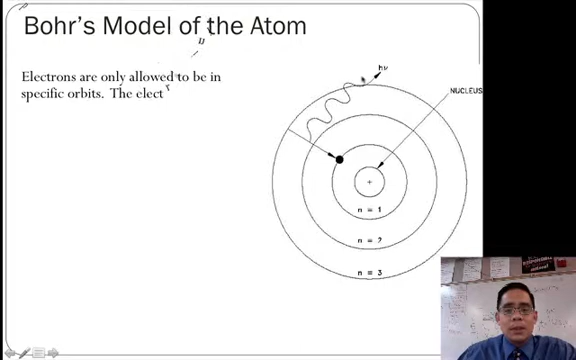 Bohr's Model of the Atom
Electrons are only allowed to be in
specific orbits. The elect
hν
NUCLEUS
+
n = 1
n = 2
n = 3